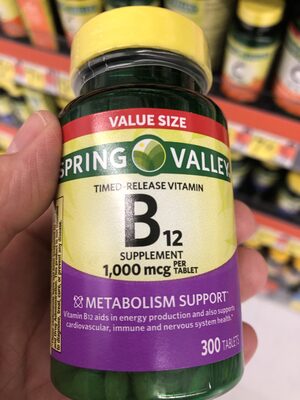 VALUE SIZE
SPRING VALLEY
TIMED-RELEASE VITAMIN
B12
SUPPLEMENT
1,000 mcg PER TABLET
METABOLISM SUPPORT*
Vitamin B12 aids in energy production and also supports
cardiovascular, immune and nervous system health.*
300 TABLETS